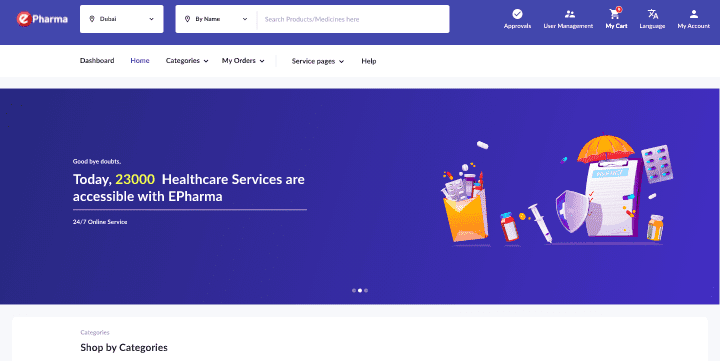 ePharma
Dubai
By Name
Search Products/Medicines here
Approvals
User Management
My Cart
Language
My Account
Dashboard
Home
Categories
My Orders
Service pages
Help
Good bye doubts,
Today, 23000 Healthcare Services are
accessible with EPharma
24/7 Online Service
Categories
Shop by Categories